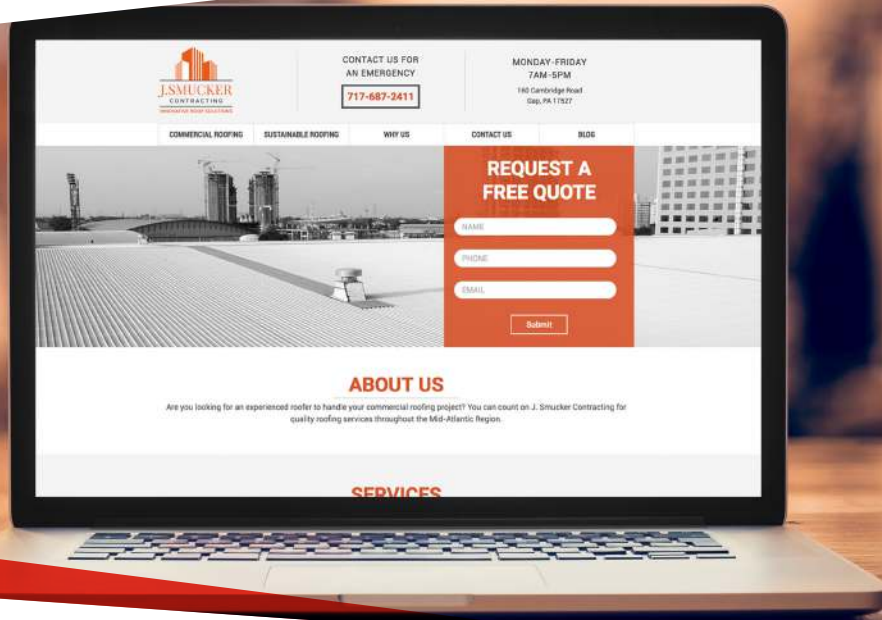 J.SMUCKER
CONTRACTING
INNOVATIVE ROOF SOLUTIONS
CONTACT US FOR
AN EMERGENCY
717-687-2411
MONDAY-FRIDAY
7AM-5PM
160 Cambridge Road
Gap, PA 17527
COMMERCIAL ROOFING SUSTAINABLE ROOFING WHY US CONTACT US BLOG
REQUEST A
FREE QUOTE
NAME
PHONE
EMAIL
Submit
ABOUT US
Are you looking for an experienced roofer to handle your commercial roofing project? You can count on J. Smucker Contracting for
quality roofing services throughout the Mid-Atlantic Region.
SERVICES